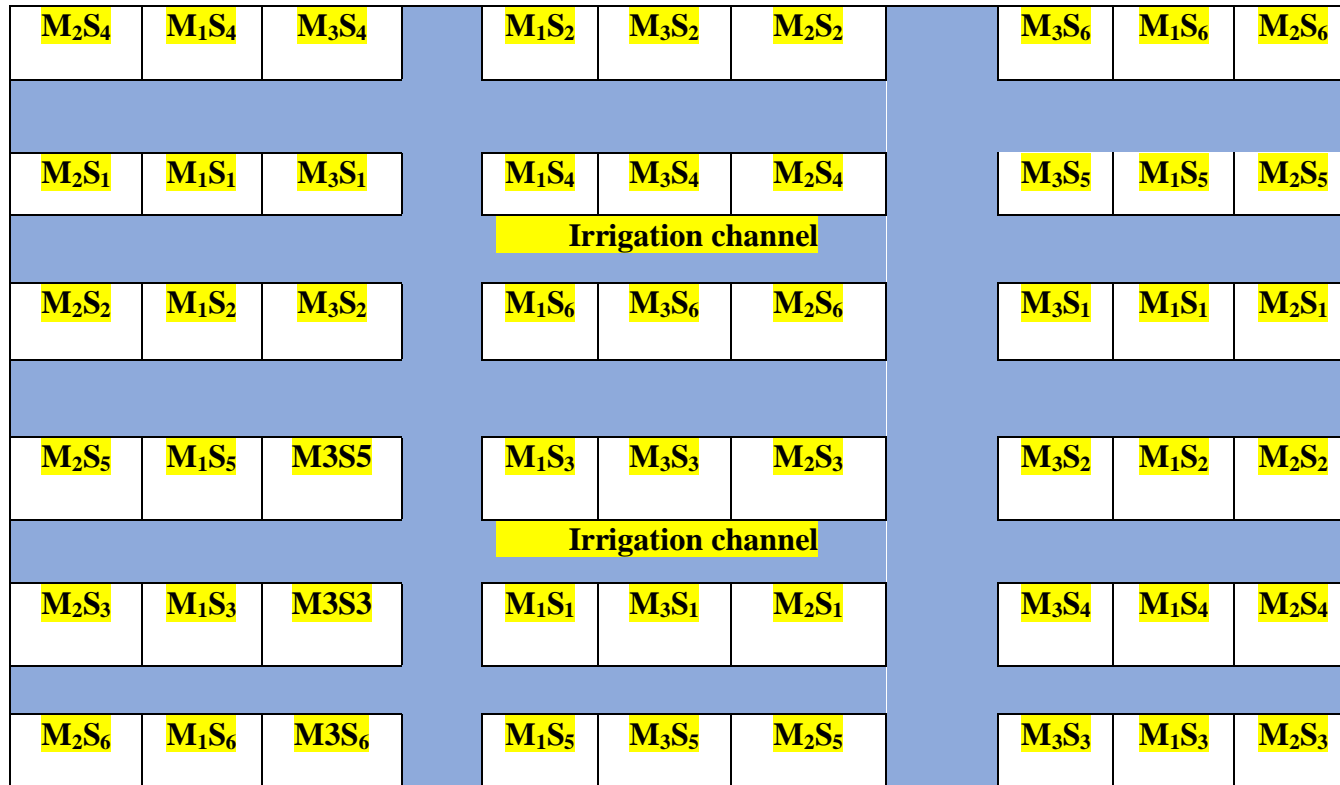 M₂S₄ M₁S₄ M₃S₄ M₁S₂ M₃S₂ M₂S₂ M₃S₆ M₁S₆ M₂S₆
M₂S₁ M₁S₁ M₃S₁ M₁S₄ M₃S₄ M₂S₄ M₃S₅ M₁S₅ M₂S₅
Irrigation channel
M₂S₂ M₁S₂ M₃S₂ M₁S₆ M₃S₆ M₂S₆ M₃S₁ M₁S₁ M₂S₁
M₂S₅ M₁S₅ M3S5 M₁S₃ M₃S₃ M₂S₃ M₃S₂ M₁S₂ M₂S₂
Irrigation channel
M₂S₃ M₁S₃ M3S3 M₁S₁ M₃S₁ M₂S₁ M₃S₄ M₁S₄ M₂S₄
M₂S₆ M₁S₆ M3S₆ M₁S₅ M₃S₅ M₂S₅ M₃S₃ M₁S₃ M₂S₃